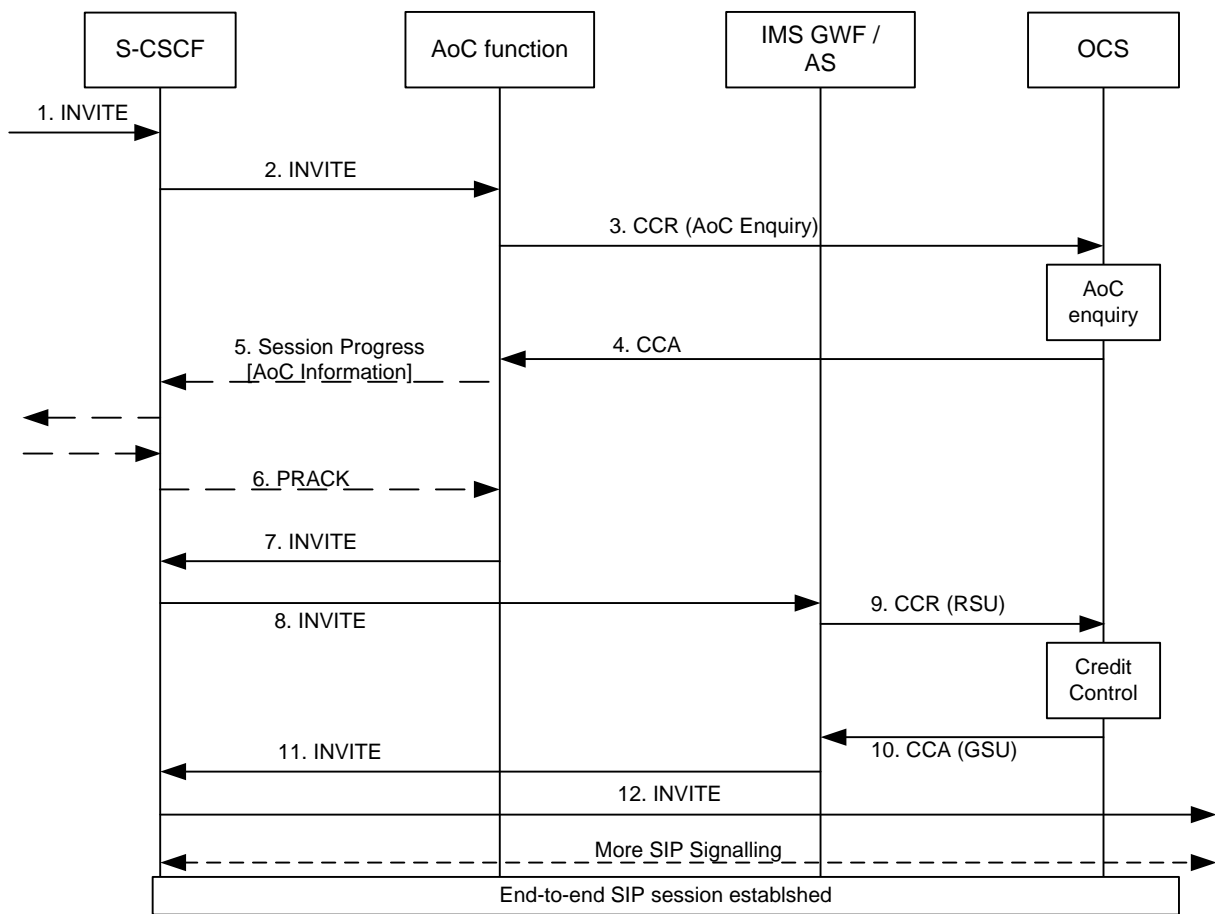 S-CSCF
AoC function
IMS GWF /
AS
OCS
1. INVITE
2. INVITE
3. CCR (AoC Enquiry)
AoC
enquiry
4. CCA
5. Session Progress
[AoC Information]
6. PRACK
7. INVITE
8. INVITE
9. CCR (RSU)
Credit
Control
10. CCA (GSU)
11. INVITE
12. INVITE
More SIP Signalling
End-to-end SIP session establshed